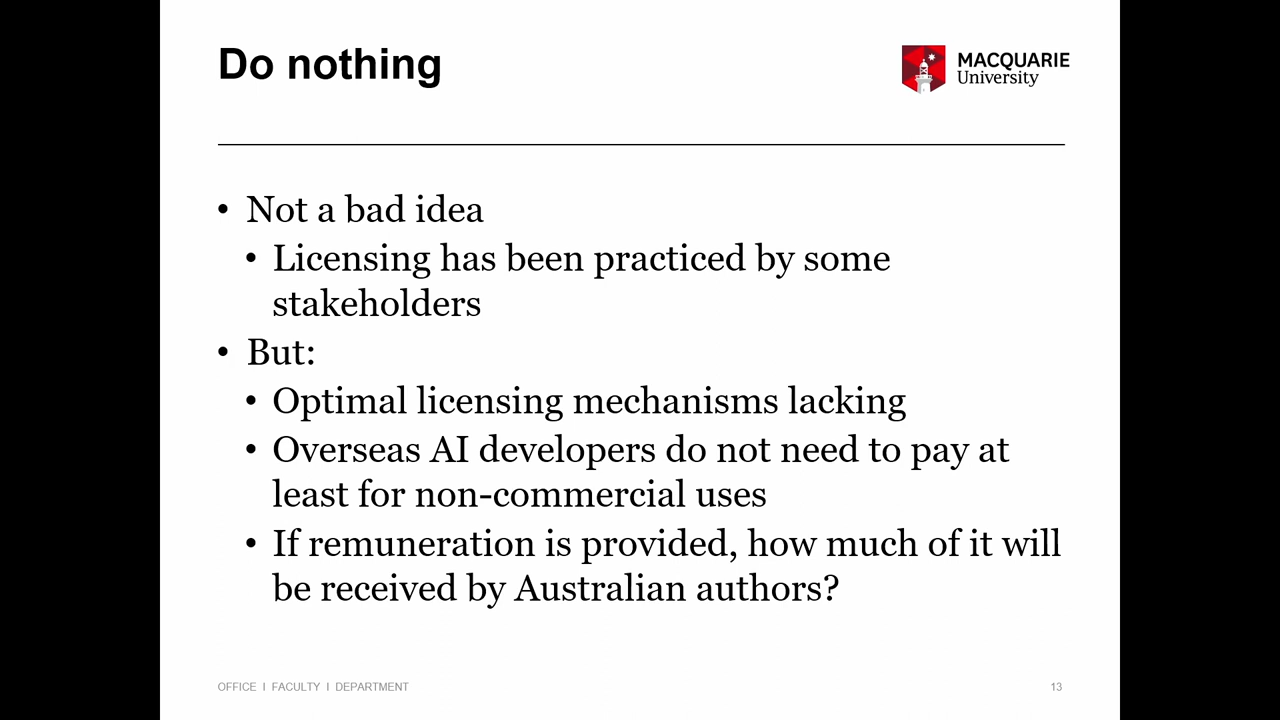 Do nothing
MACQUARIE
University
• Not a bad idea
• Licensing has been practiced by some
stakeholders
• But:
• Optimal licensing mechanisms lacking
• Overseas AI developers do not need to pay at
least for non-commercial uses
• If remuneration is provided, how much of it will
be received by Australian authors?
OFFICE I FACULTY I DEPARTMENT
13